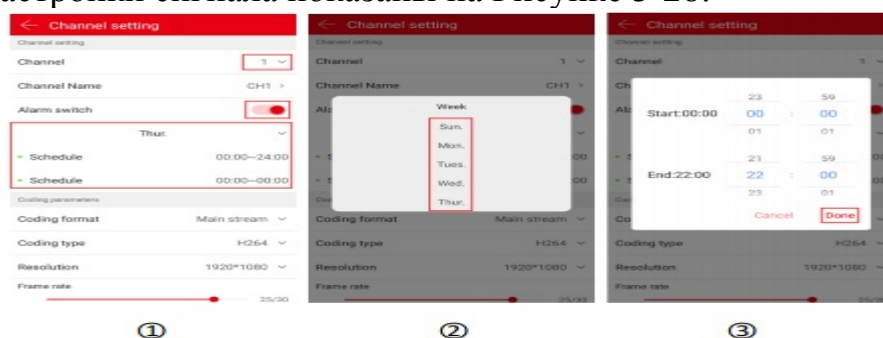 настройки сигнала показаны на Рисунке 3-28.
← Channel setting
Channel setting
Channel 1
Channel Name CH1 >
Alarm switch
Thur.
Schedule 00:00--24:00
Schedule 00:00--00:00
Coding parameters
Coding format Main stream
Coding type H264
Resolution 1920*1080
Frame rate
25/30
①
← Channel setting
Channel setting
Channel 1
Channel Name CH1
Week
Sun.
Mon.
Tues.
Wed.
Thur.
Coding format Main stream
Coding type H264
Resolution 1920*1080
Frame rate
25/30
②
← Channel setting
Channel setting
Channel 1
Ch
23 59
Start:00:00 00 : 00
01 01
21 59
End:22:00 22 : 00
23 01
Cancel Done
Co
Coding type H264
Resolution 1920*1080
Frame rate
③